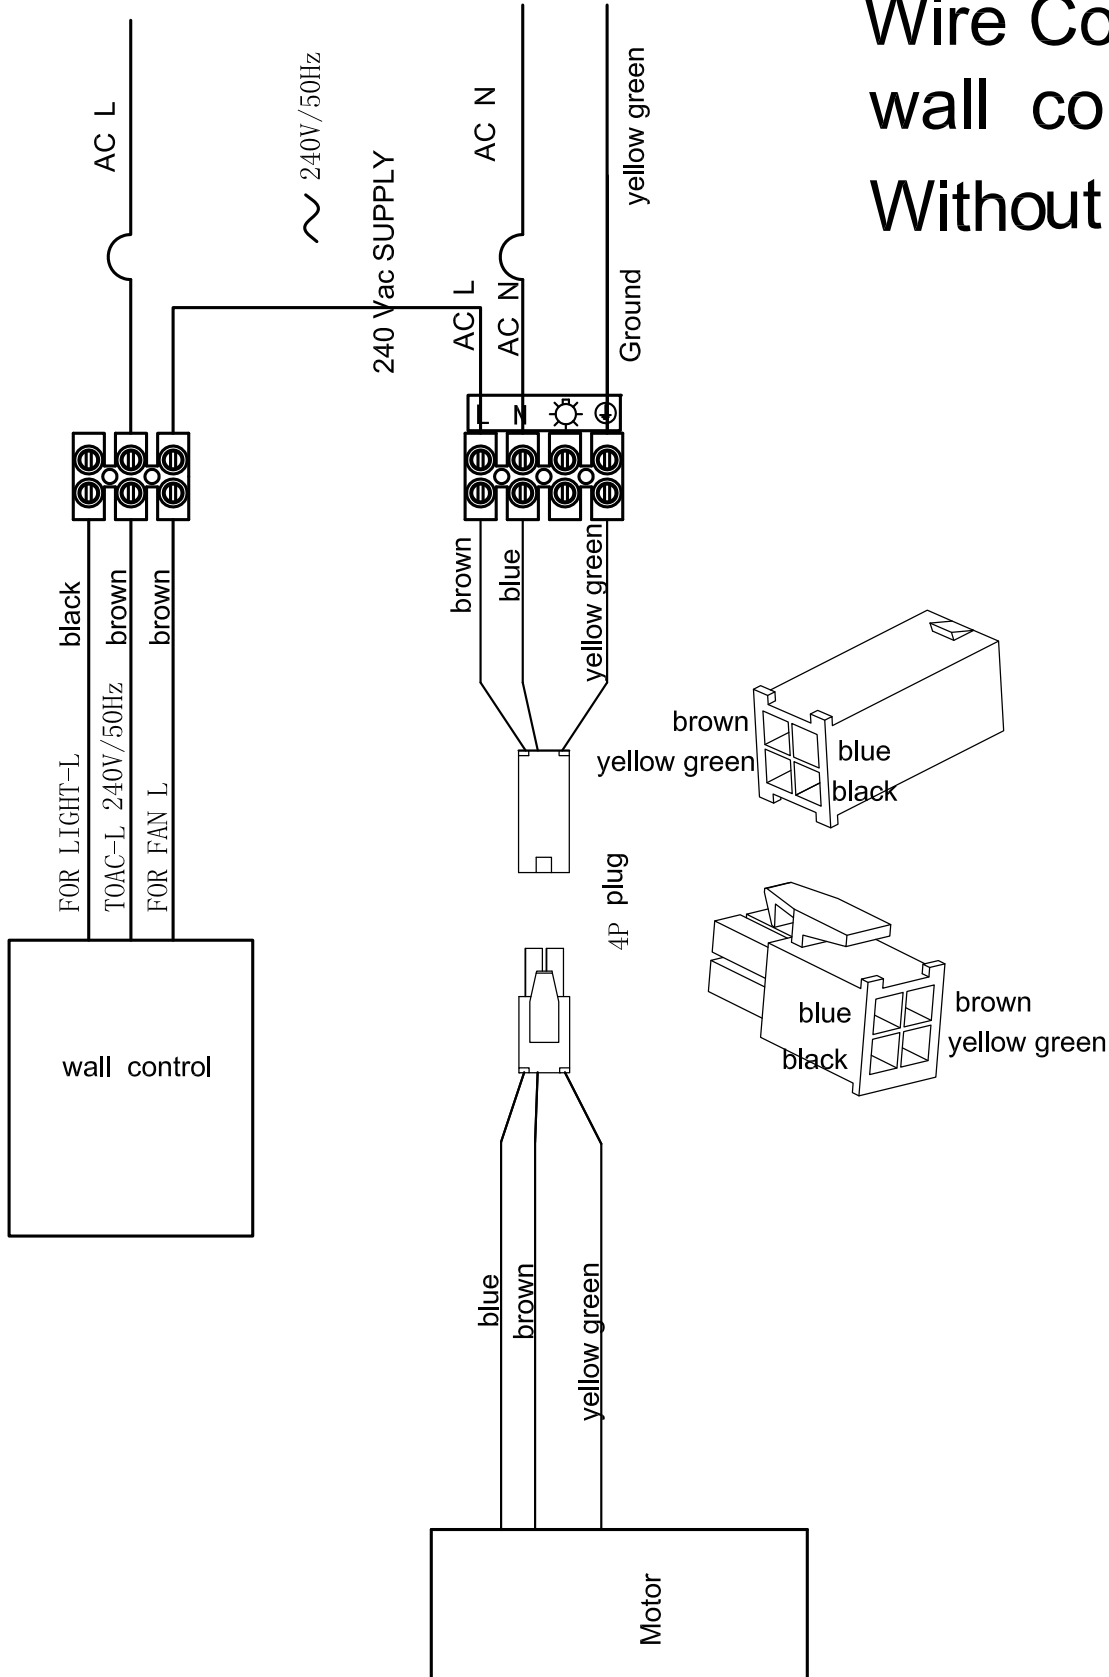 Wire Co
wall co
Without
AC L
~ 240V/50Hz
240 Vac SUPPLY
AC N
yellow green
AC L
AC N
Ground
L N
black
brown
brown
FOR LIGHT-L
TOAC-L 240V/50Hz
FOR FAN L
wall control
brown
blue
yellow green
4P plug
brown
yellow green
blue
black
blue
black
brown
yellow green
blue
brown
yellow green
Motor